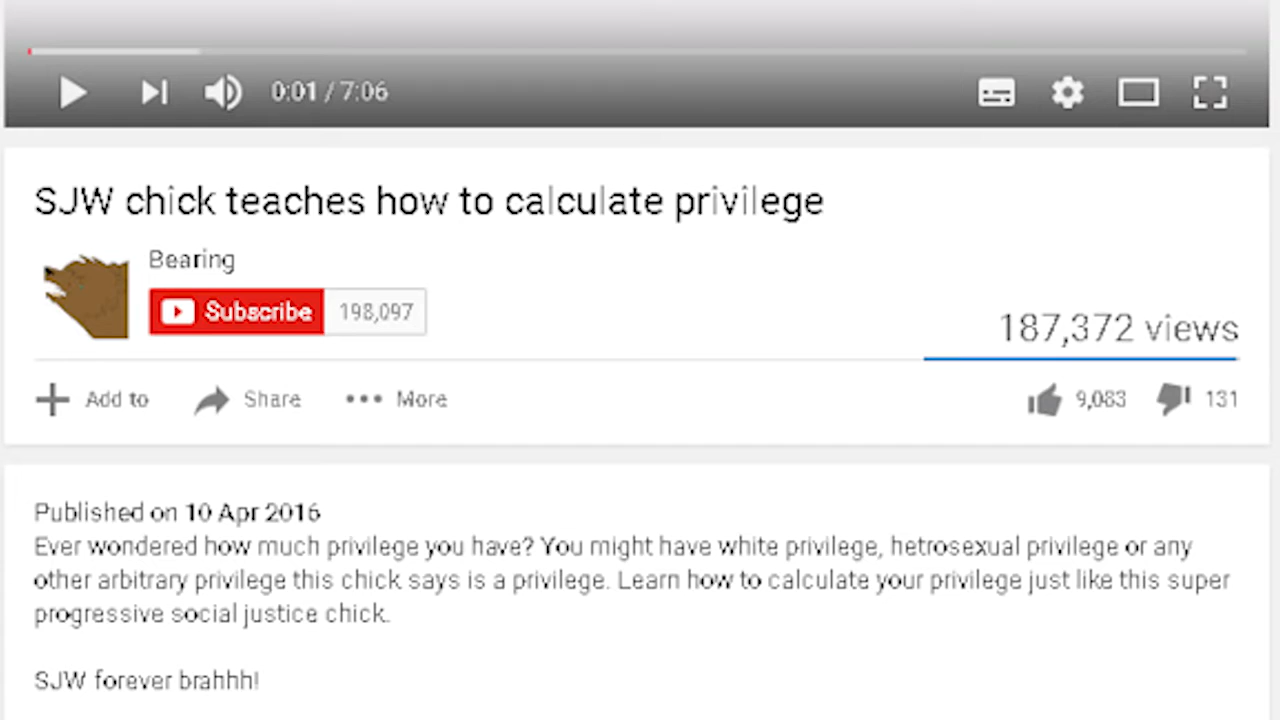 0:01 / 7:06
SJW chick teaches how to calculate privilege
Bearing
Subscribe 198,097
187,372 views
Add to Share More 9,083 131
Published on 10 Apr 2016
Ever wondered how much privilege you have? You might have white privilege, hetrosexual privilege or any
other arbitrary privilege this chick says is a privilege. Learn how to calculate your privilege just like this super
progressive social justice chick.
SJW forever brahhh!